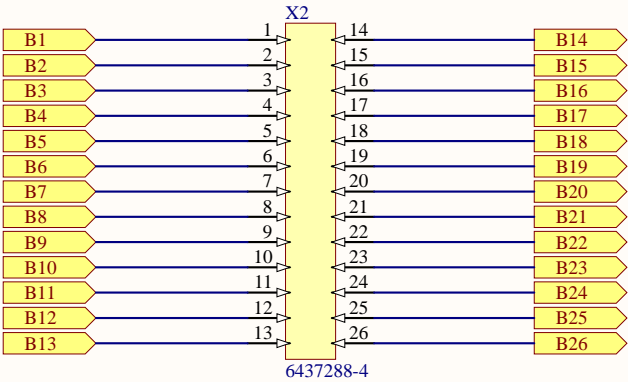 X2
B1 1 14 B14
B2 2 15 B15
B3 3 16 B16
B4 4 17 B17
B5 5 18 B18
B6 6 19 B19
B7 7 20 B20
B8 8 21 B21
B9 9 22 B22
B10 10 23 B23
B11 11 24 B24
B12 12 25 B25
B13 13 26 B26
6437288-4